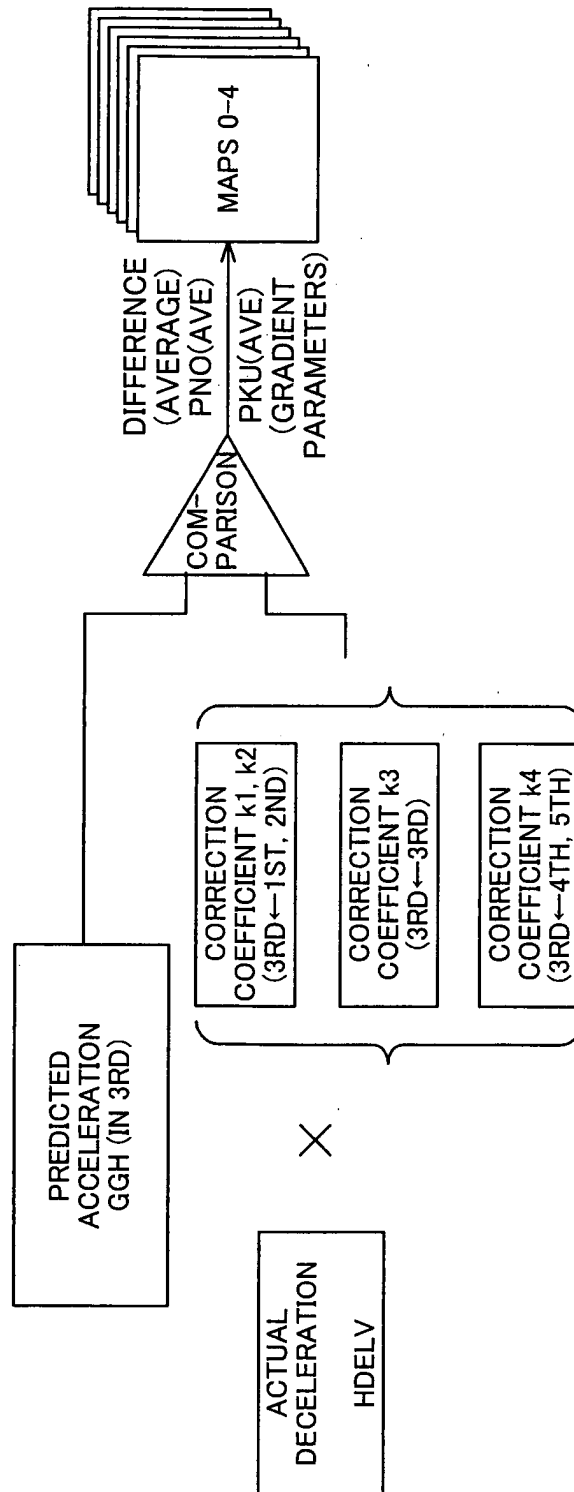 PREDICTED
ACCELERATION
GGH (IN 3RD)
ACTUAL
DECELERATION
HDELV
×
CORRECTION
COEFFICIENT k1, k2
(3RD←1ST, 2ND)
CORRECTION
COEFFICIENT k3
(3RD←3RD)
CORRECTION
COEFFICIENT k4
(3RD←4TH, 5TH)
COM-
PARISON
DIFFERENCE
(AVERAGE)
PNO(AVE)
PKU(AVE)
(GRADIENT
PARAMETERS)
MAPS 0-4